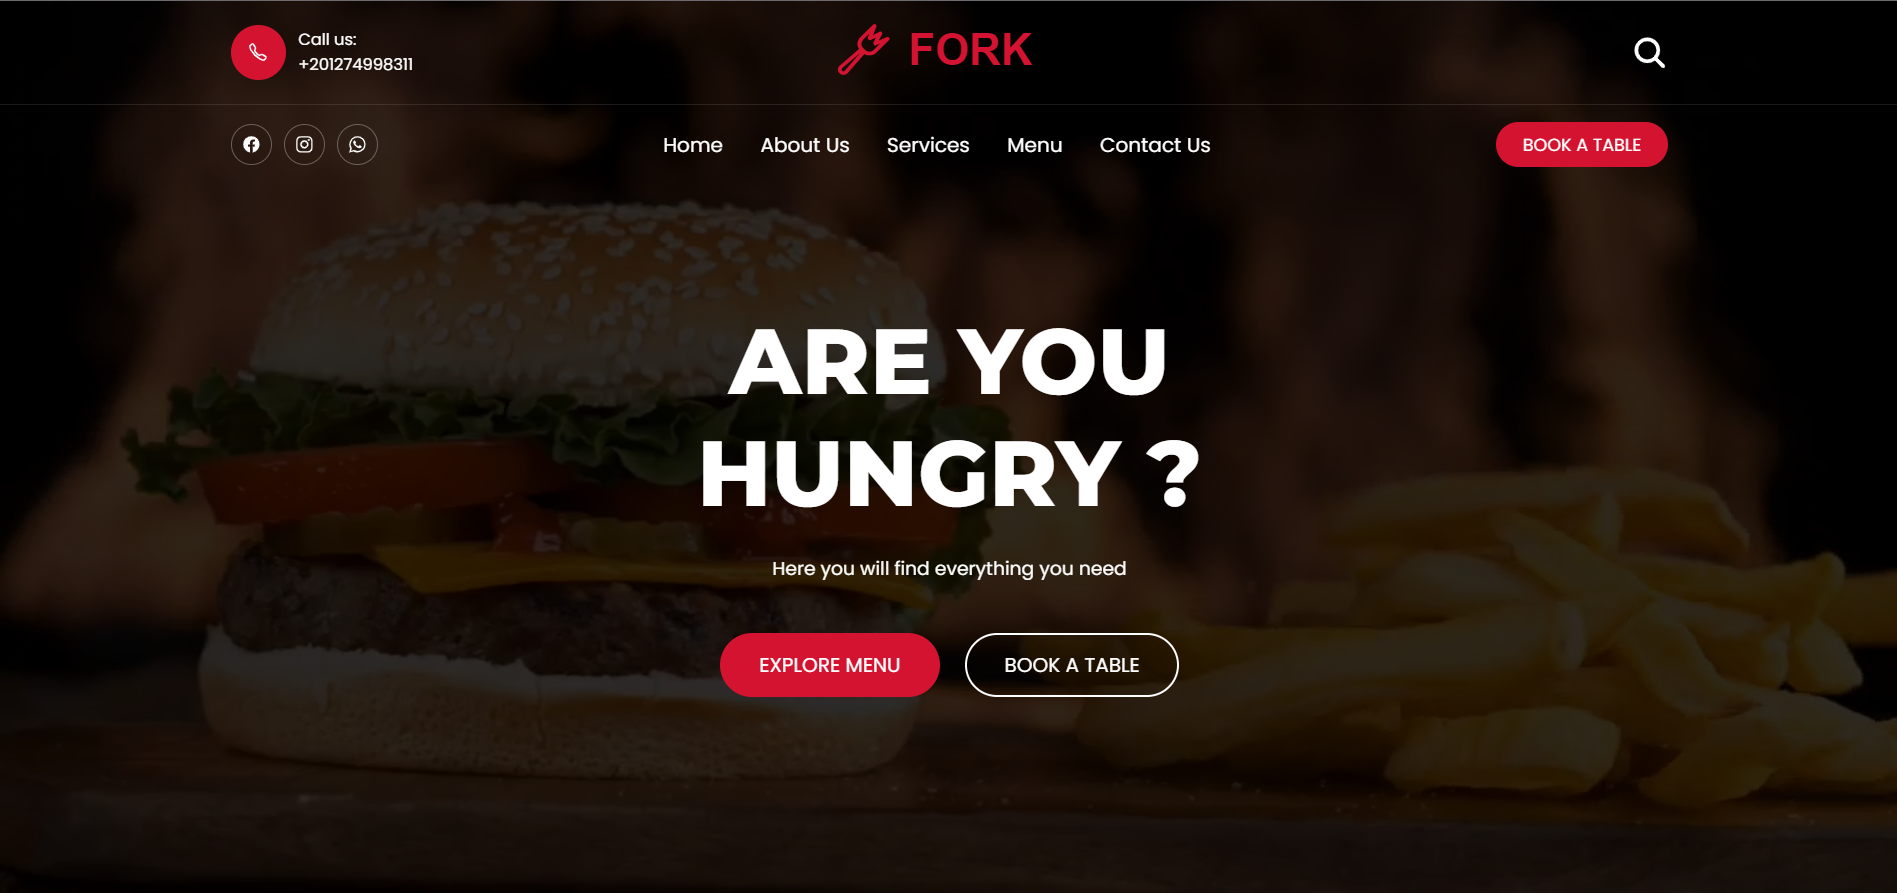 Call us:
+201274998311
FORK
Home About Us Services Menu Contact Us
BOOK A TABLE
ARE YOU
HUNGRY ?
Here you will find everything you need
EXPLORE MENU
BOOK A TABLE